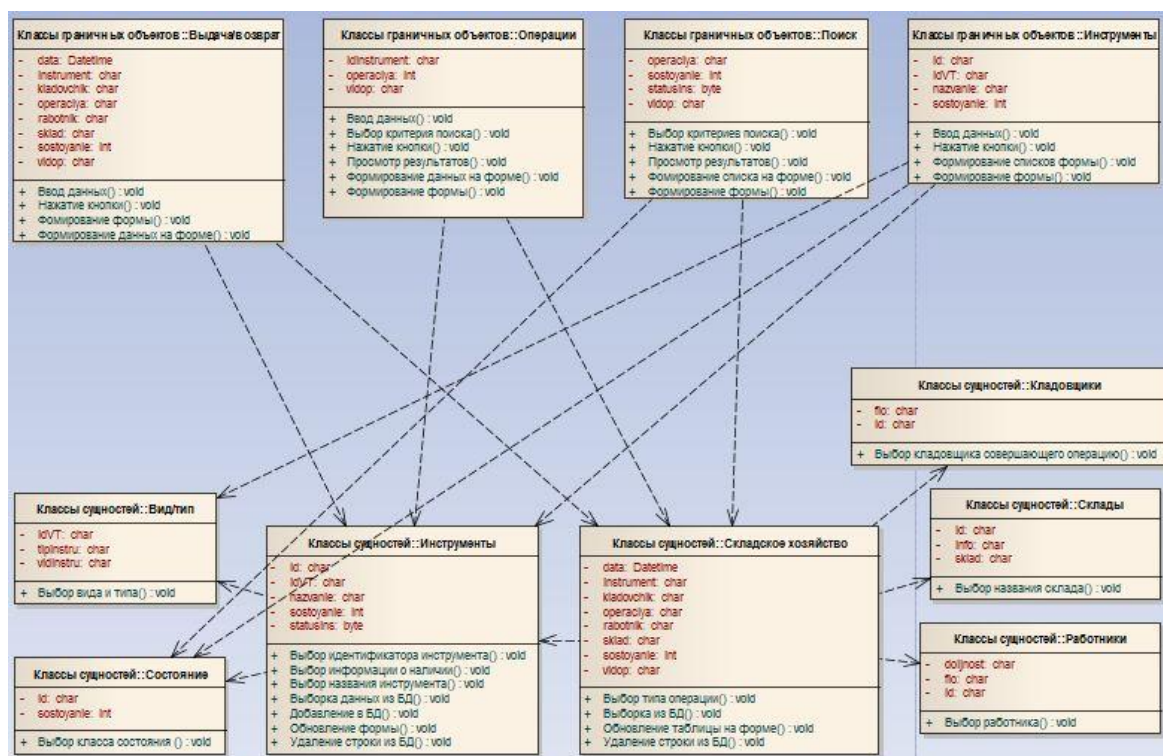 Классы граничных объектов::Выдача/возврат
- data: Datetime
- instrument: char
- kladovchik: char
- operaciya: char
- rabotnik: char
- sklad: char
- sostoyanie: int
- vidop: char
+ Ввод данных() : void
+ Нажатие кнопки() : void
+ Фомирование формы() : void
+ Формирование данных на форме() : void
Классы граничных объектов::Операции
- idinstrument: char
- operaciya: int
- vidop: char
+ Ввод данных() : void
+ Выбор критерия поиска() : void
+ Нажатие кнопки() : void
+ Просмотр результатов() : void
+ Формирование данных на форме() : void
+ Формирование формы() : void
Классы граничных объектов::Поиск
- operaciya: char
- sostoyanie: int
- statusins: byte
- vidop: char
+ Выбор критериев поиска() : void
+ Нажатие кнопки() : void
+ Просмотр результатов() : void
+ Фомирование списка на форме() : void
+ Формирование формы() : void
Классы граничных объектов::Инструменты
- id: char
- idVT: char
- nazvanie: char
- sostoyanie: int
+ Ввод данных() : void
+ Нажатие кнопки() : void
+ Формирование списков формы() : void
+ Формирование формы() : void
Классы сущностей::Кладовщики
- fio: char
- id: char
+ Выбор кладовщика совершающего операцию() : void
Классы сущностей::Вид/тип
- idVT: char
- tipinstru: char
- vidinstru: char
+ Выбор вида и типа() : void
Классы сущностей::Инструменты
- id: char
- idVT: char
- nazvanie: char
- sostoyanie: int
- statusins: byte
+ Выбор идентификатора инструмента() : void
+ Выбор информации о наличии() : void
+ Выбор названия инструмента() : void
+ Выборка данных из БД() : void
+ Добавление в БД() : void
+ Обновление формы() : void
+ Удаление строки из БД() : void
Классы сущностей::Складское хозяйство
- data: Datetime
- instrument: char
- kladovchik: char
- operaciya: char
- rabotnik: char
- sklad: char
- sostoyanie: int
- vidop: char
+ Выбор типа операции() : void
+ Выборка из БД() : void
+ Обновление таблицы на форме() : void
+ Удаление строки из БД() : void
Классы сущностей::Склады
- id: char
- info: char
- sklad: char
+ Выбор названия склада() : void
Классы сущностей::Состояние
- id: char
- sostoyanie: int
+ Выбор класса состояния () : void
Классы сущностей::Работники
- doljnost: char
- fio: char
- id: char
+ Выбор работника() : void